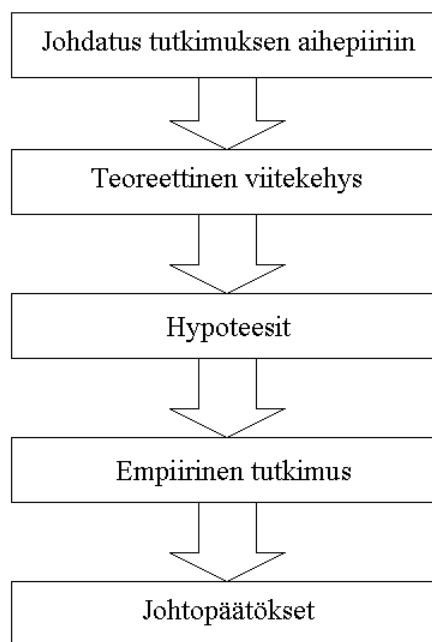 Johdatus tutkimuksen aihepiiriin
Teoreettinen viitekehys
Hypoteesit
Empiirinen tutkimus
Johtopäätökset